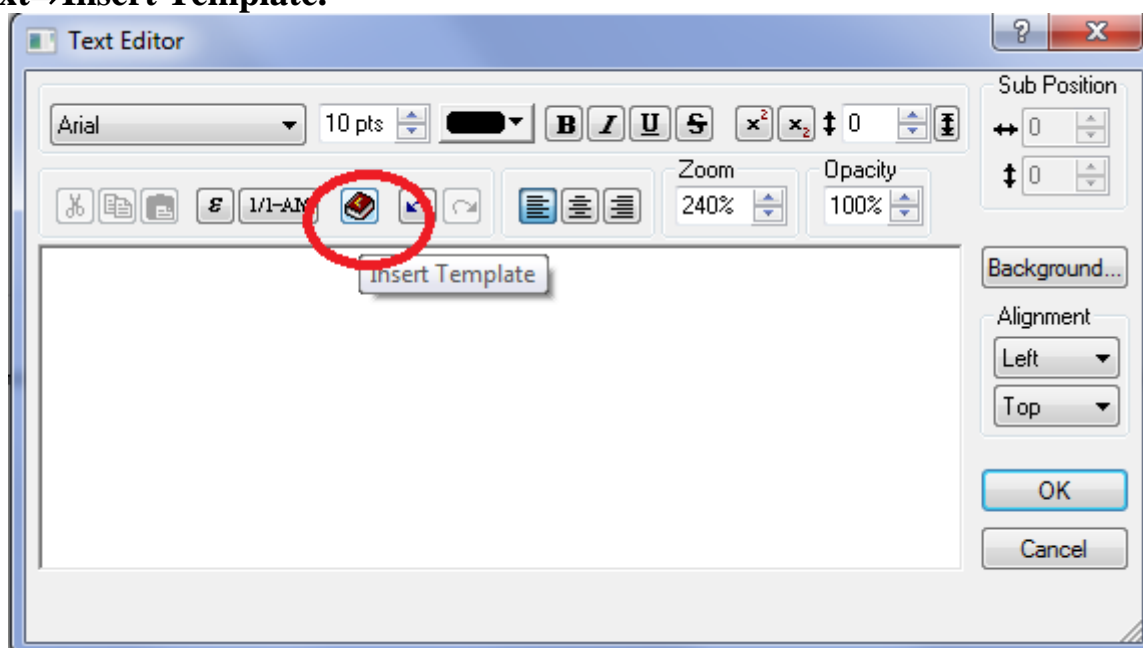 xt→Insert Template.
Text Editor
Sub Position
Arial
10 pts
B I U S x² x₂ 0
0
0
Zoom
Opacity
ε 1/1-AM
240%
100%
Insert Template
Background...
Alignment
Left
Top
OK
Cancel